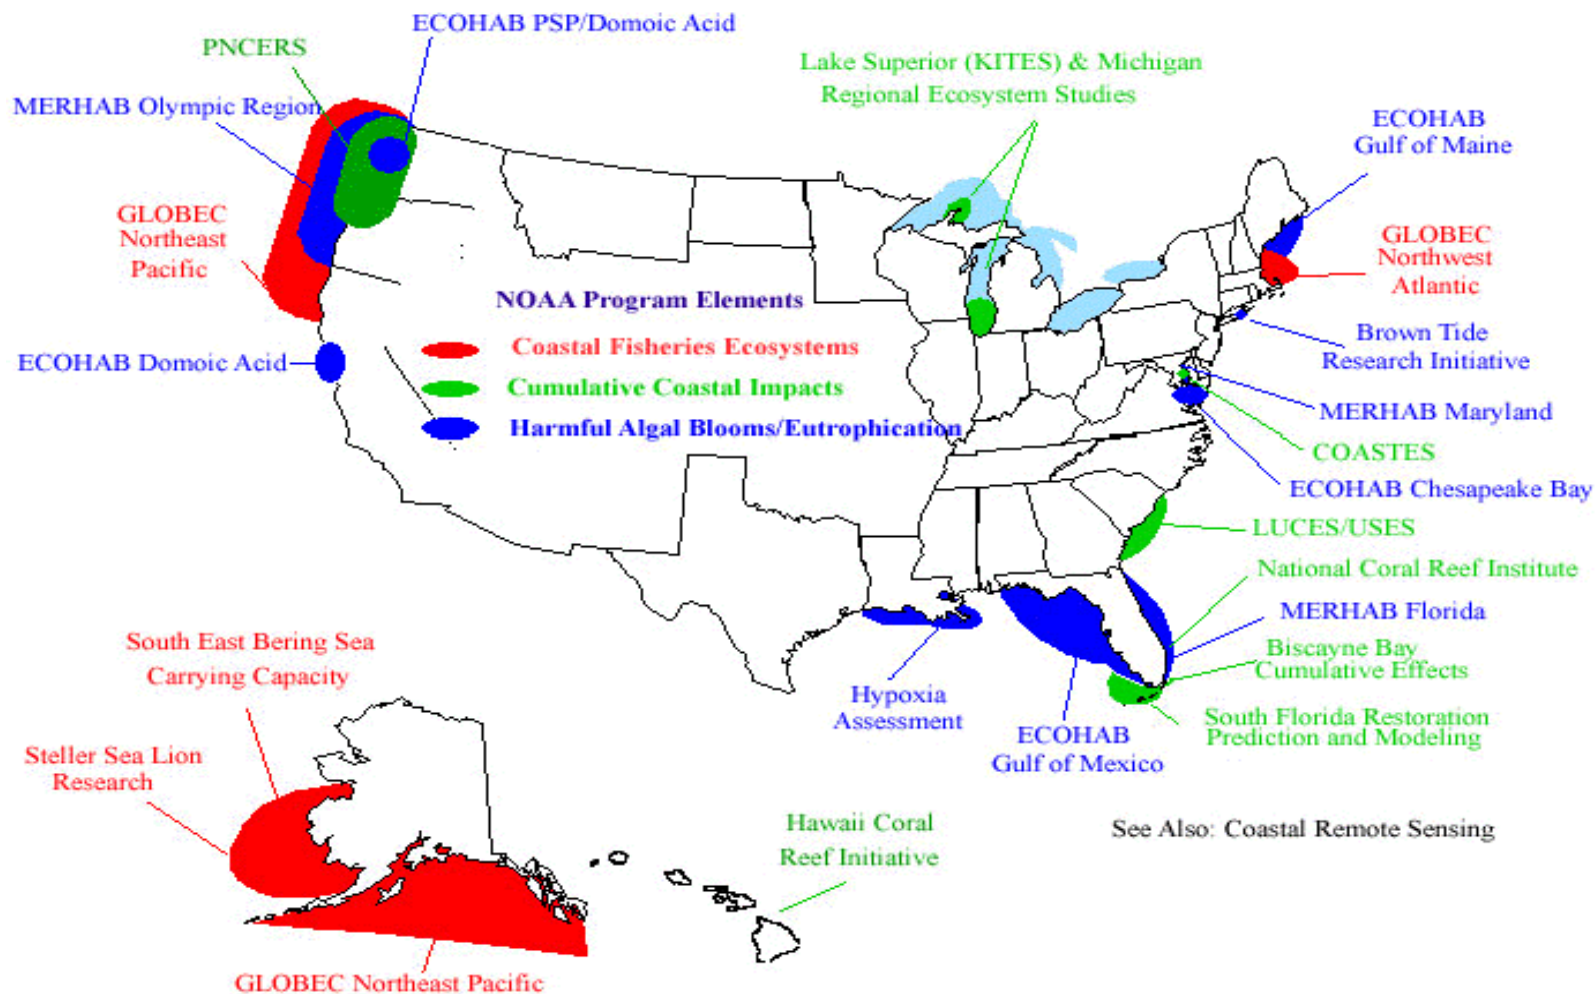 ECOHAB PSP/Domoic Acid
PNCERS
MERHAB Olympic Region
Lake Superior (KITES) & Michigan
Regional Ecosystem Studies
ECOHAB
Gulf of Maine
GLOBEC
Northeast
Pacific
GLOBEC
Northwest
Atlantic
NOAA Program Elements
Coastal Fisheries Ecosystems
Cumulative Coastal Impacts
Harmful Algal Blooms/Eutrophication
ECOHAB Domoic Acid
Brown Tide
Research Initiative
MERHAB Maryland
COASTES
ECOHAB Chesapeake Bay
LUCES/USES
National Coral Reef Institute
MERHAB Florida
Biscayne Bay
Cumulative Effects
South Florida Restoration
Prediction and Modeling
Hypoxia
Assessment
ECOHAB
Gulf of Mexico
South East Bering Sea
Carrying Capacity
Steller Sea Lion
Research
GLOBEC Northeast Pacific
Hawaii Coral
Reef Initiative
See Also: Coastal Remote Sensing